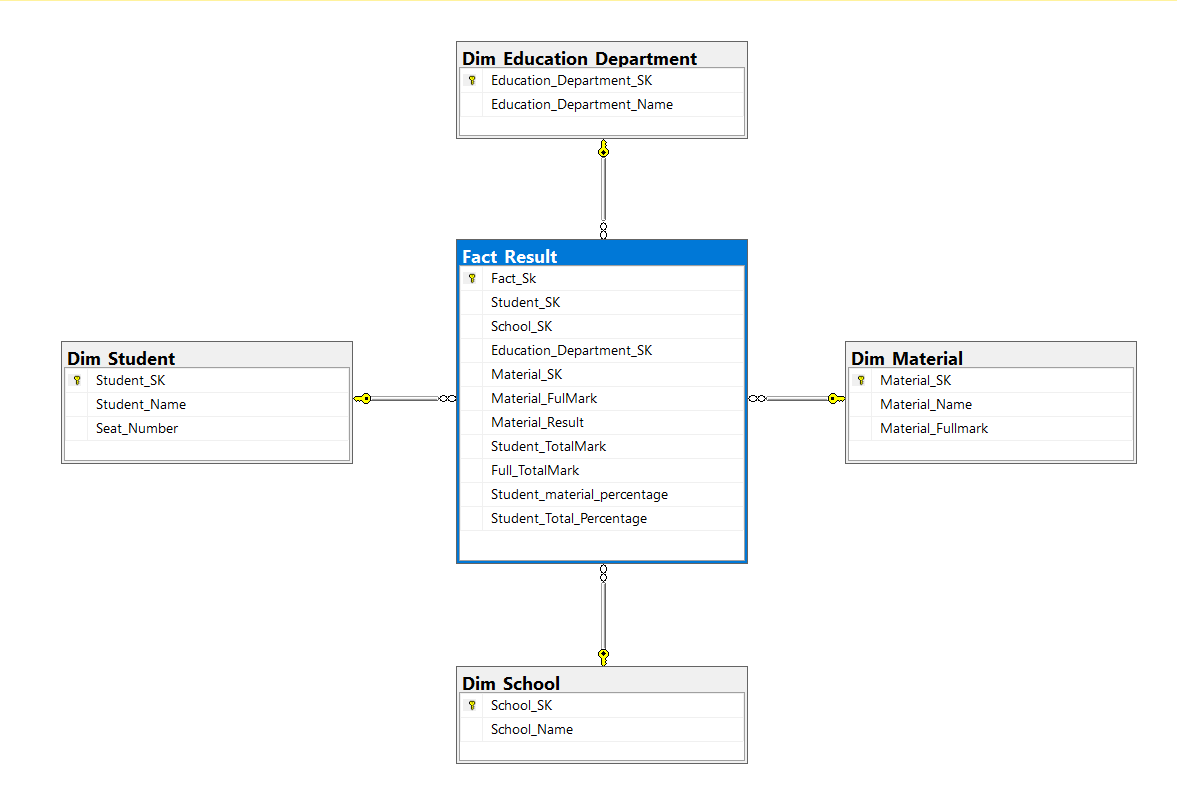 Dim Education Department
Education_Department_SK
Education_Department_Name
Fact Result
Fact_Sk
Student_SK
School_SK
Education_Department_SK
Material_SK
Material_FulMark
Material_Result
Student_TotalMark
Full_TotalMark
Student_material_percentage
Student_Total_Percentage
Dim Student
Student_SK
Student_Name
Seat_Number
Dim Material
Material_SK
Material_Name
Material_Fullmark
Dim School
School_SK
School_Name